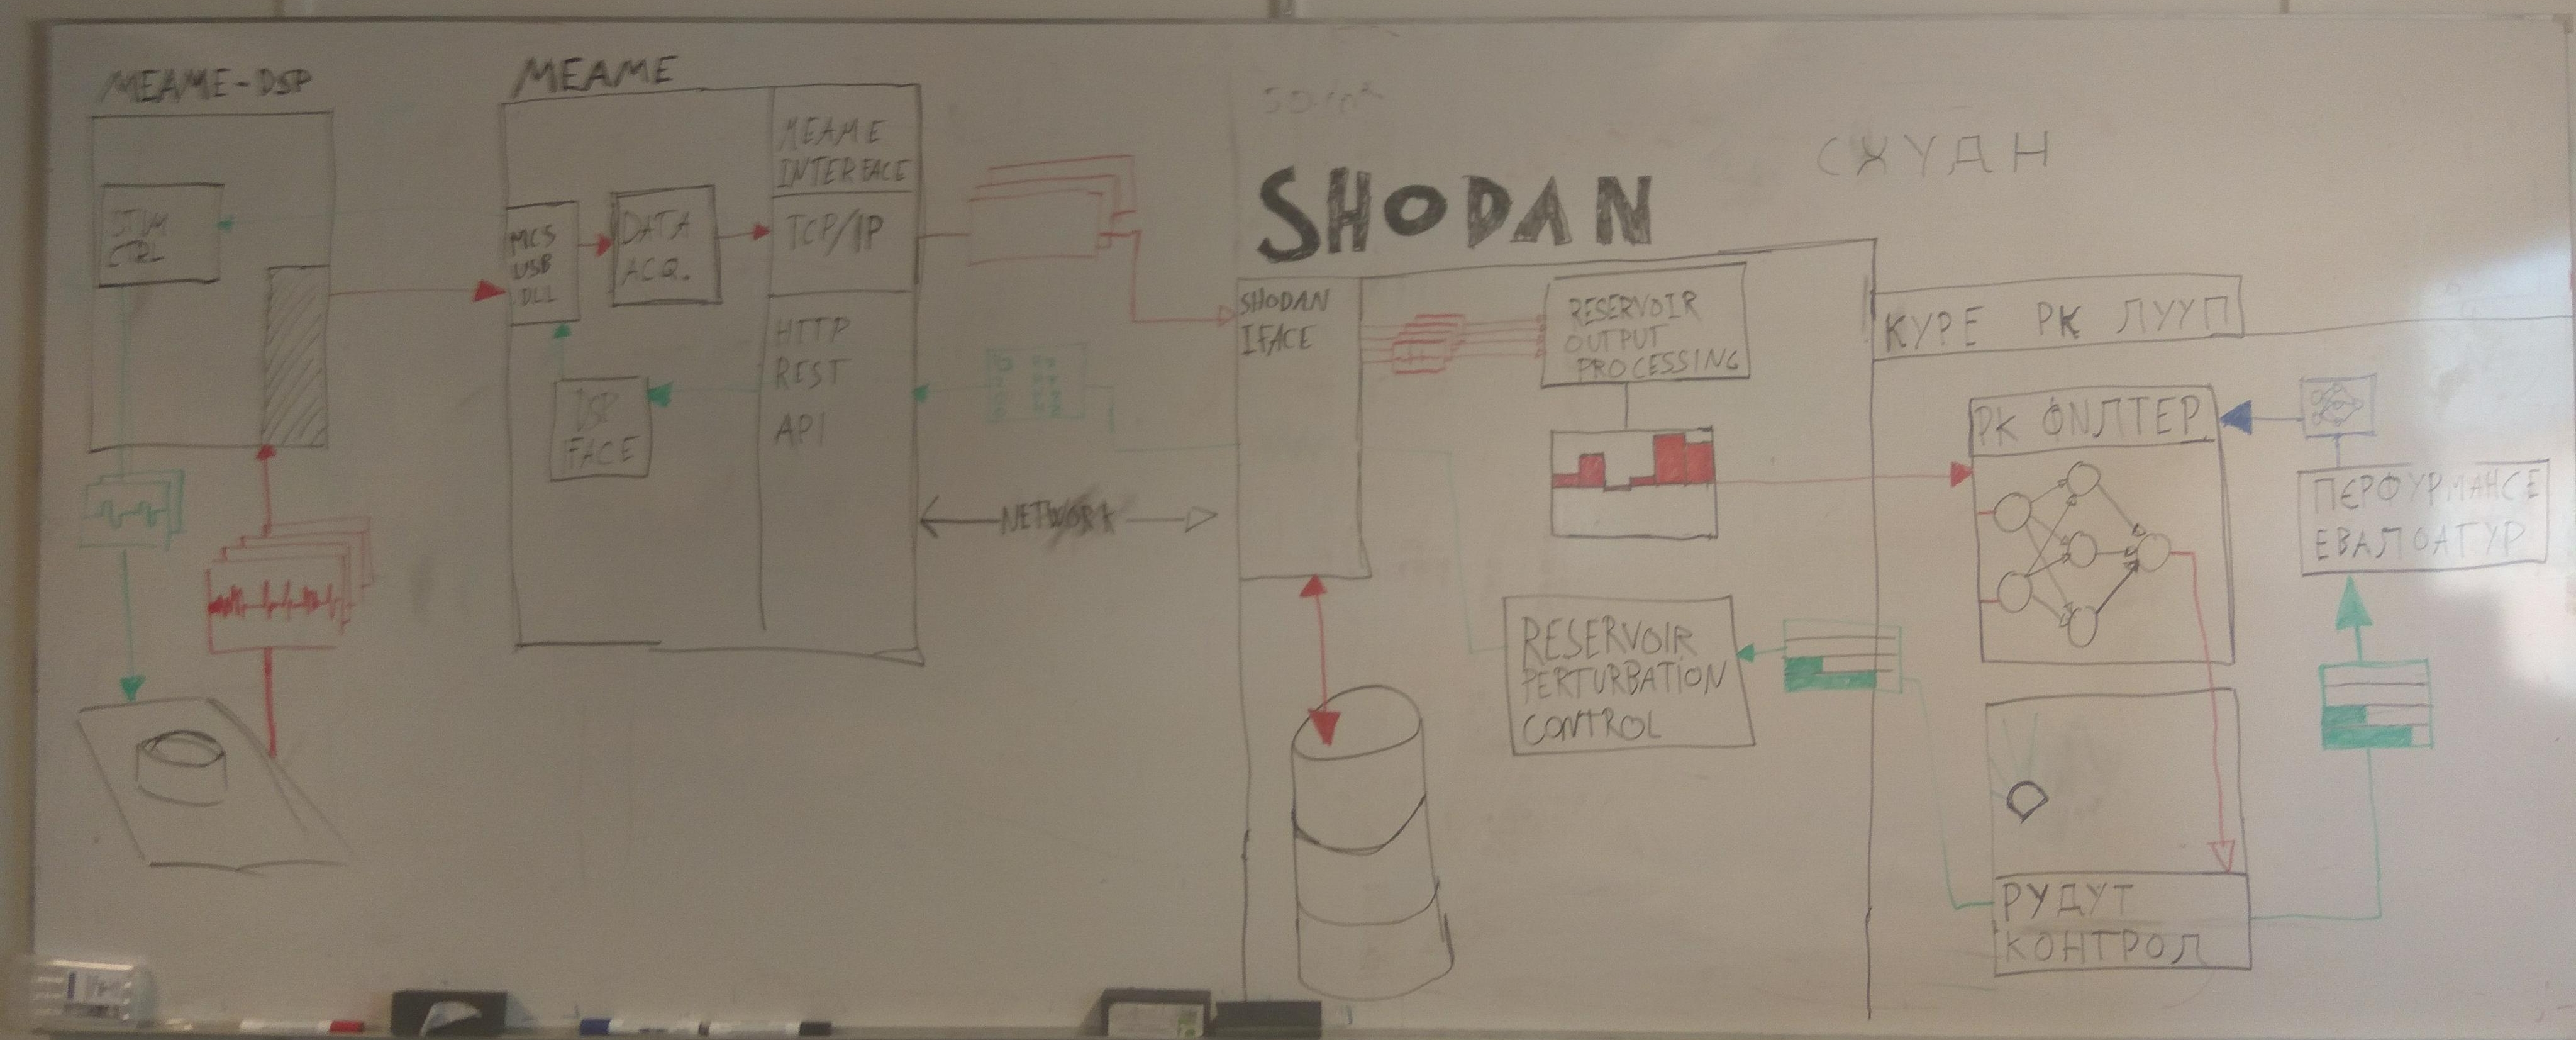 MEAME-DSP
STIM
CTRL
MEAME
MCS
USB
DLL
DATA
ACQ.
MEAME
INTERFACE
TCP/IP
HTTP
REST
API
DSP
IFACE
NETWORK
SHODAN
SHODAN
IFACE
RESERVOIR
OUTPUT
PROCESSING
RESERVOIR
PERTURBATION
CONTROL
СХУДАН
КУРЕ РК ЛУУП
РК ФИЛТЕР
ПЕРФУРМАНСЕ
ЕВАЛОАТУР
РУДУТ
КОНТРОЛ